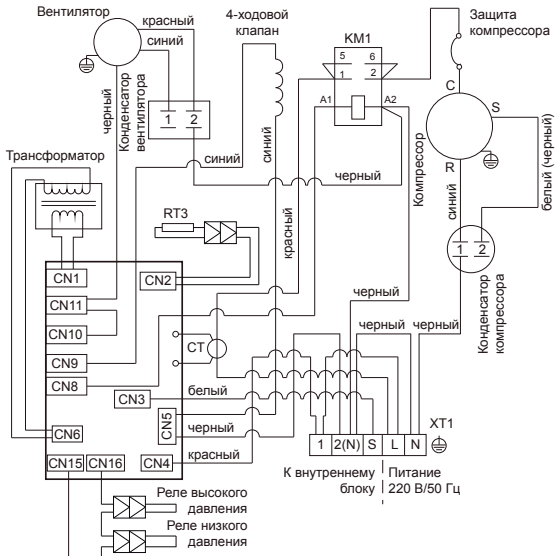 Вентилятор
красный
синий
4-ходовой
клапан
KM1
Защита
компрессора
5
6
1
2
A1
A2
C
S
R
черный
Конденсатор
вентилятора
1 2
синий
синий
черный
Компрессор
синий
белый (черный)
Трансформатор
RT3
красный
1 2
Конденсатор
компрессора
CN1
CN2
CN11
CN10
CN9
CN8
CN3
CN5
CN6
CN15
CN16
CN4
CT
черный
черный
черный
белый
черный
красный
1 2(N) S L N
XT1
К внутреннему
блоку
Питание
220 В/50 Гц
Реле высокого
давления
Реле низкого
давления